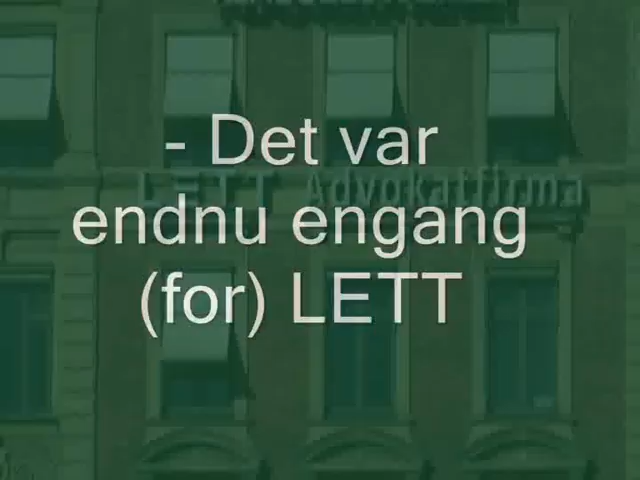 - Det var
LETT Advokatfirma
endnu engang
(for) LETT